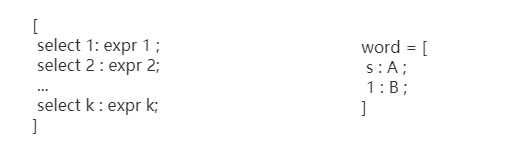 [
select 1: expr 1 ;
select 2 : expr 2;
...
select k : expr k;
]
word = [
s : A ;
1 : B ;
]